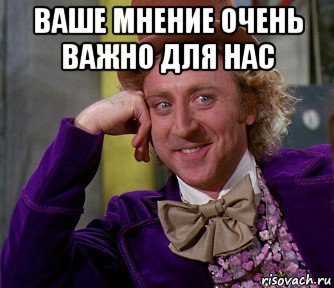 ВАШЕ МНЕНИЕ ОЧЕНЬ
ВАЖНО ДЛЯ НАС
risovach.ru